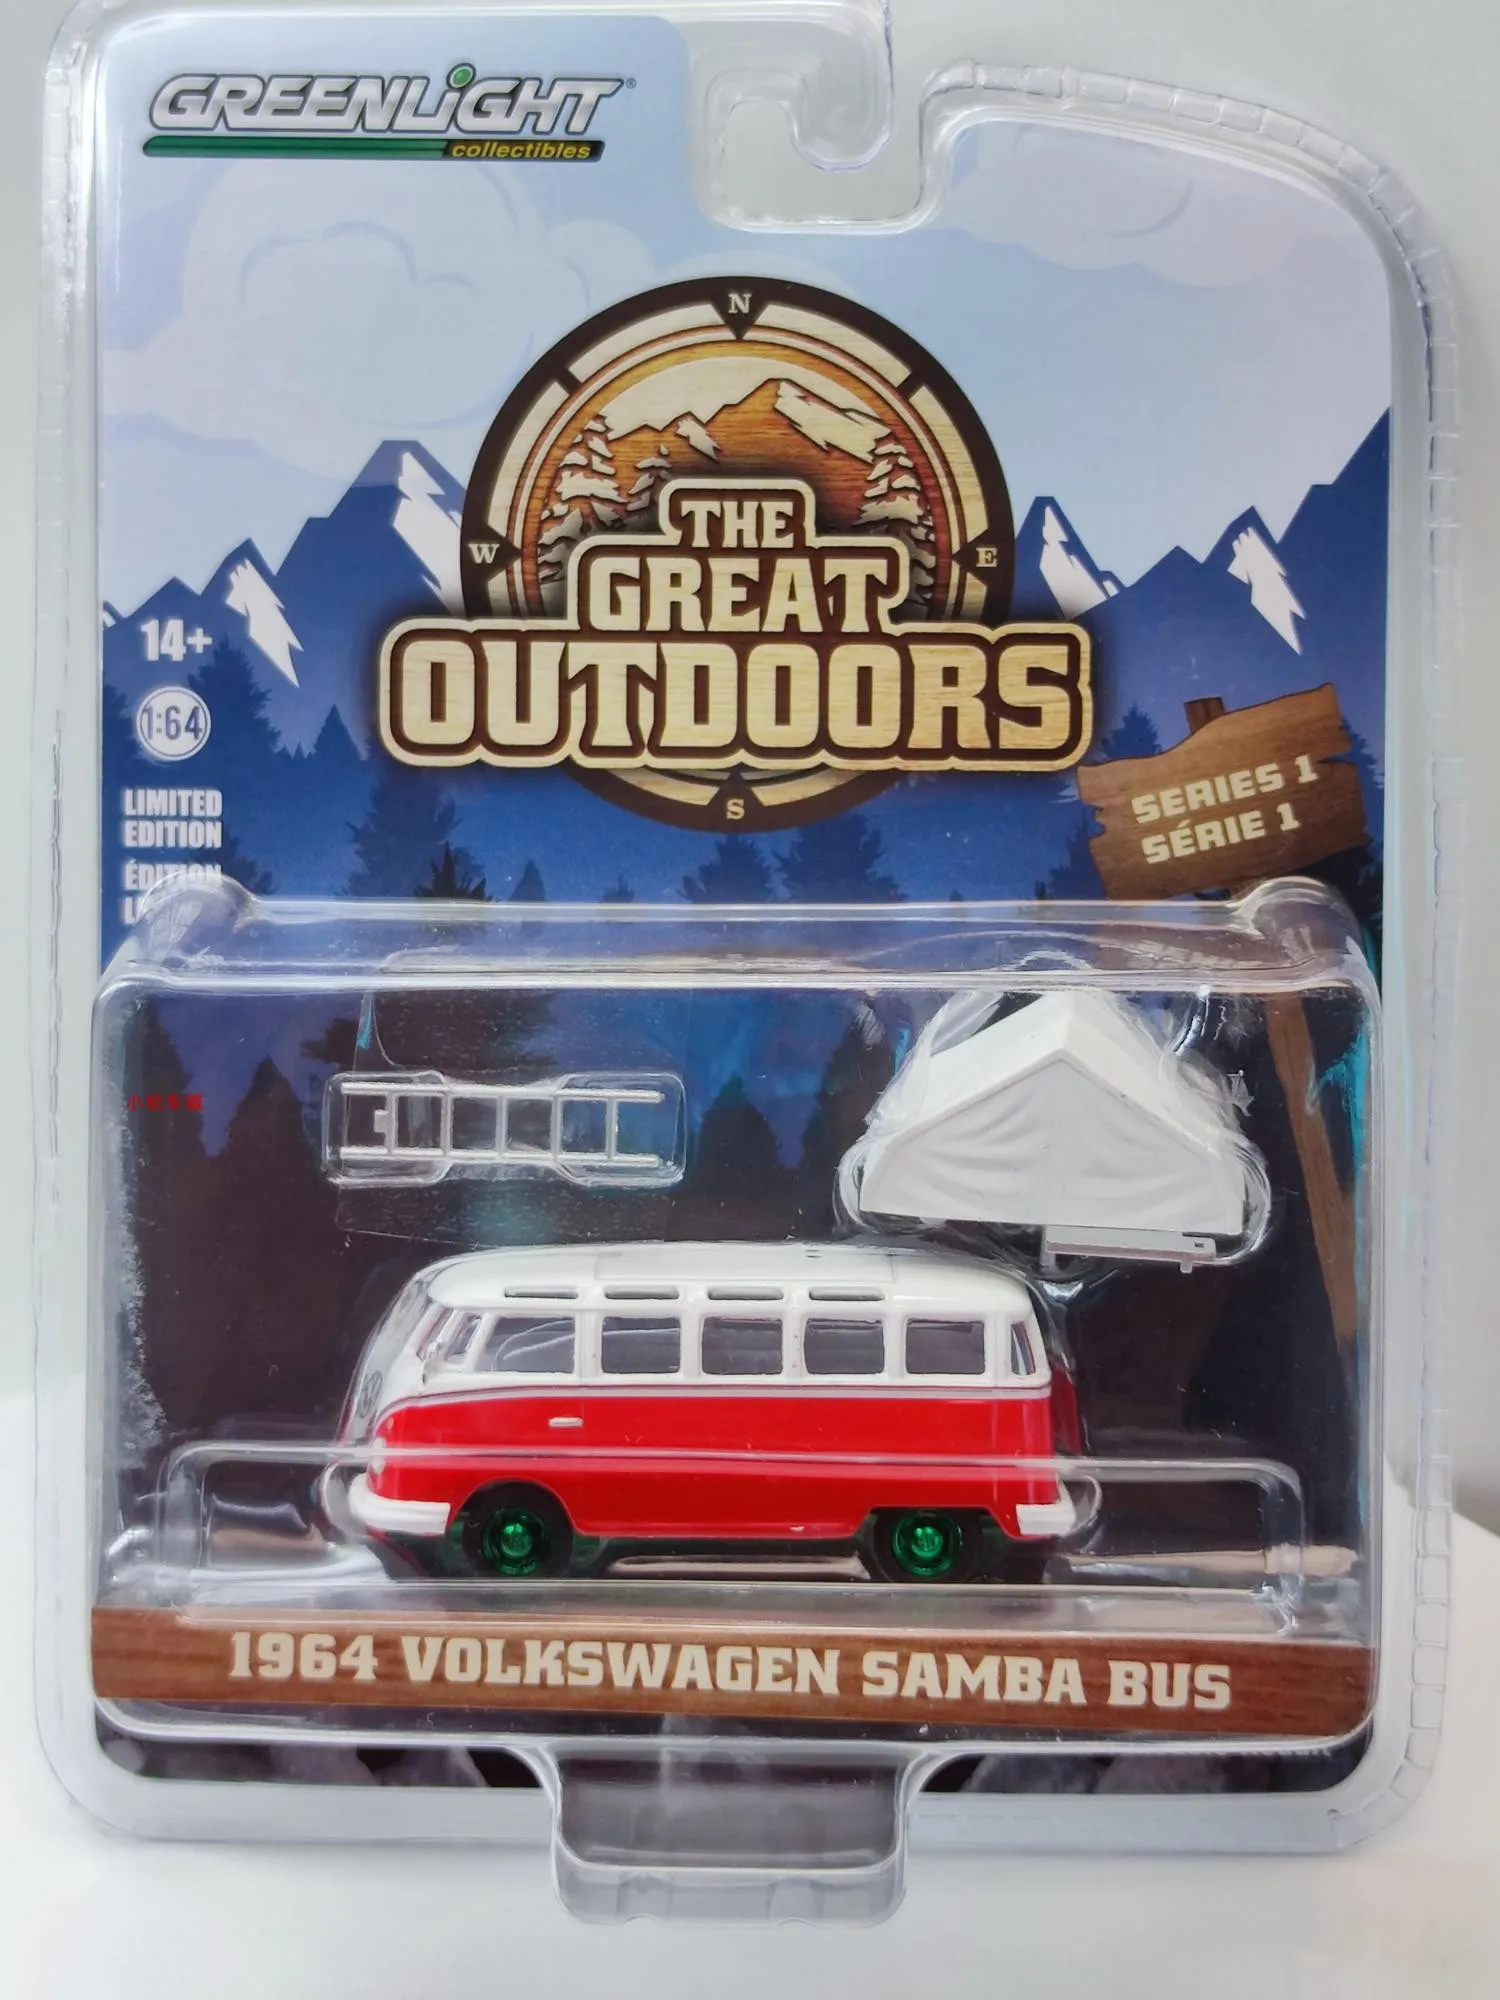 GREENLiGHT®
collectibles
N
W
E
S
THE
GREAT
OUTDOORS
14+
1:64
LIMITED
EDITION
ÉDITION
SERIES 1
SÉRIE 1
1964 VOLKSWAGEN SAMBA BUS